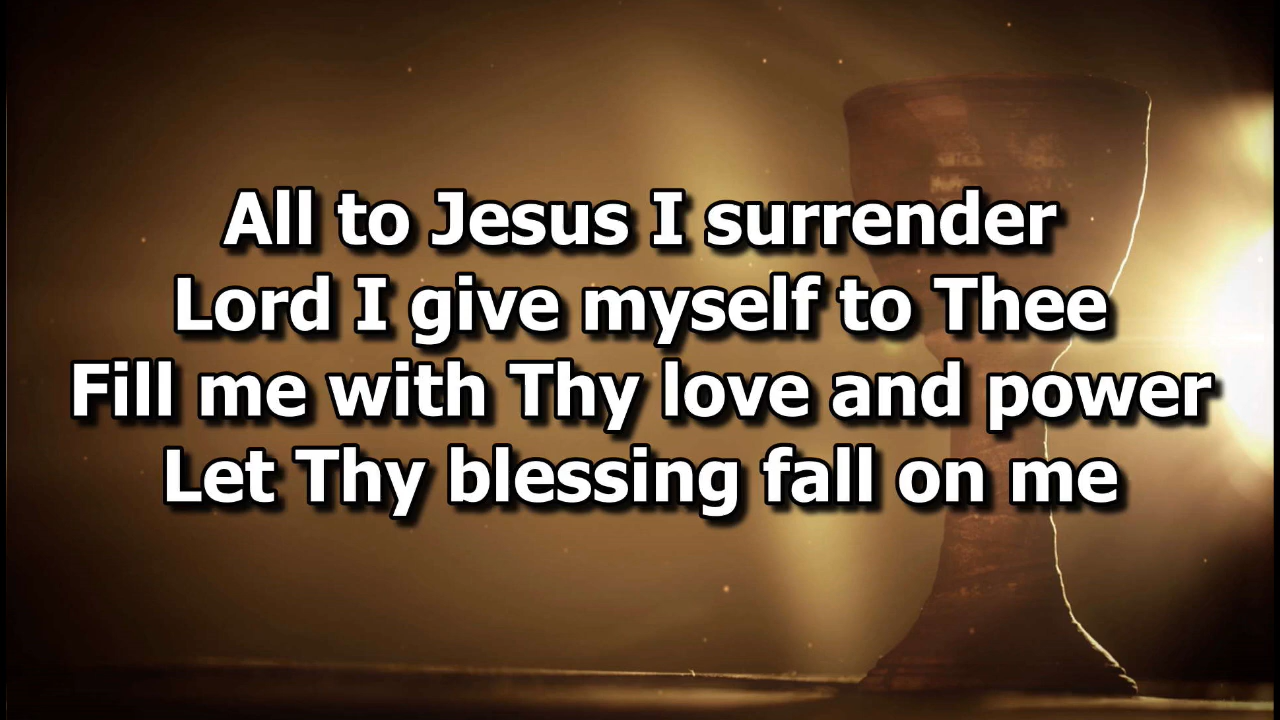 All to Jesus I surrender
Lord I give myself to Thee
Fill me with Thy love and power
Let Thy blessing fall on me